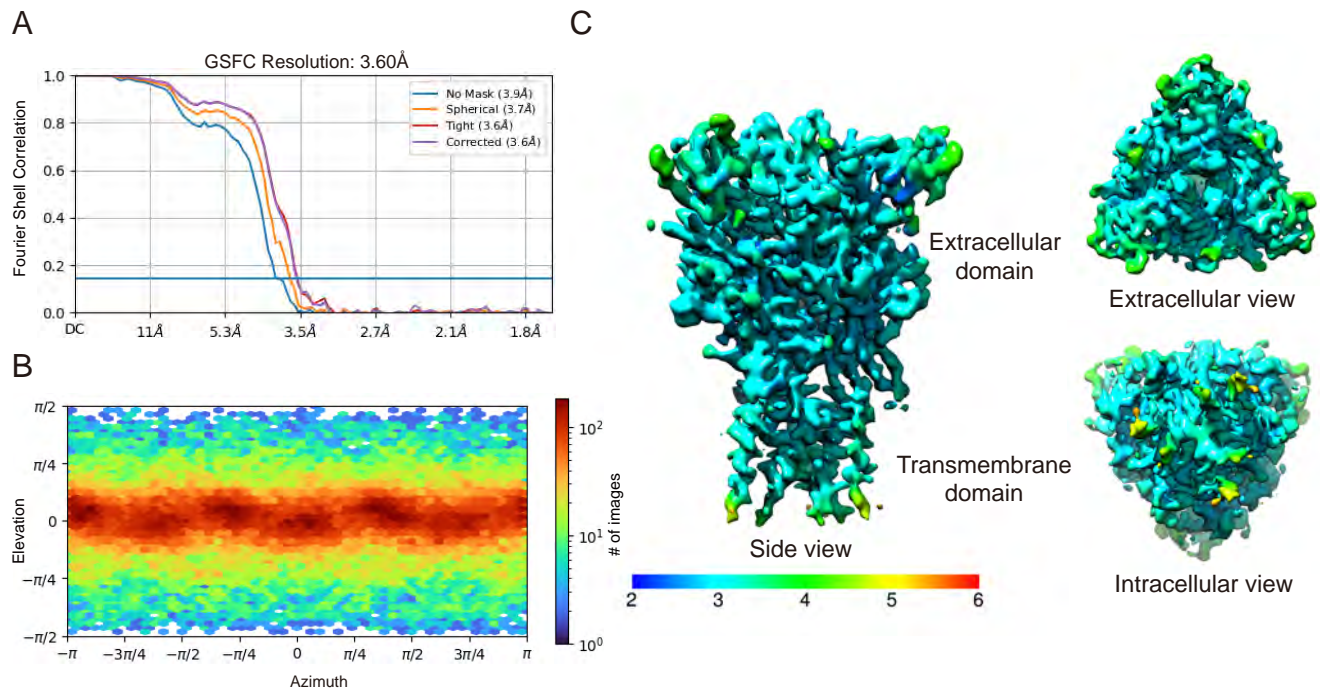 A
GSFC Resolution: 3.60Å
Fourier Shell Correlation
1.0
0.8
0.6
0.4
0.2
0.0
No Mask (3.9Å)
Spherical (3.7Å)
Tight (3.6Å)
Corrected (3.6Å)
DC
11Å
5.3Å
3.5Å
2.7Å
2.1Å
1.8Å
B
Elevation
π/2
π/4
0
−π/4
−π/2
−π
−3π/4
−π/2
−π/4
0
π/4
π/2
3π/4
π
Azimuth
# of images
10²
10¹
10⁰
C
Extracellular
domain
Transmembrane
domain
Side view
2
3
4
5
6
Extracellular view
Intracellular view